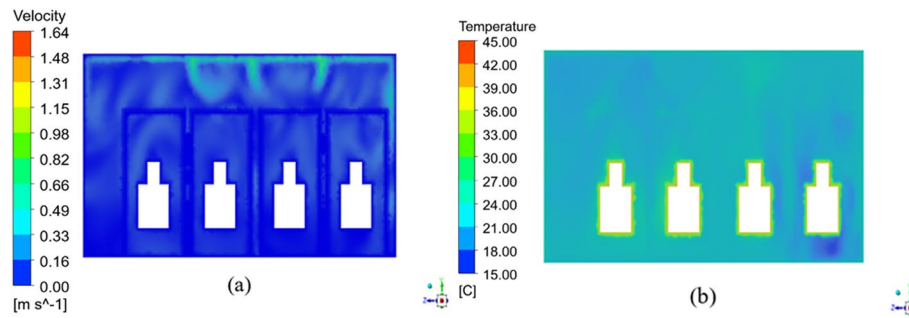 Velocity
1.64
1.48
1.31
1.15
0.98
0.82
0.66
0.49
0.33
0.16
0.00
[m s^-1]
(a)
Z
Temperature
45.00
42.00
39.00
36.00
33.00
30.00
27.00
24.00
21.00
18.00
15.00
[C]
(b)
Z